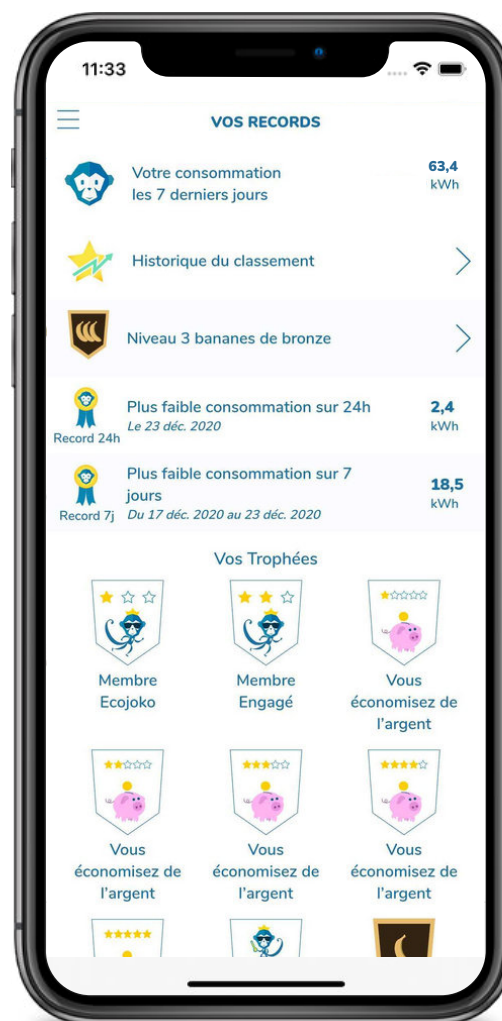 11:33
VOS RECORDS
Votre consommation
les 7 derniers jours
63,4
kWh
Historique du classement
Niveau 3 bananes de bronze
Plus faible consommation sur 24h
Le 23 déc. 2020
2,4
kWh
Record 24h
Plus faible consommation sur 7
jours
Du 17 déc. 2020 au 23 déc. 2020
18,5
kWh
Record 7j
Vos Trophées
Membre
Ecojoko
Membre
Engagé
Vous
économisez de
l'argent
Vous
économisez de
l'argent
Vous
économisez de
l'argent
Vous
économisez de
l'argent